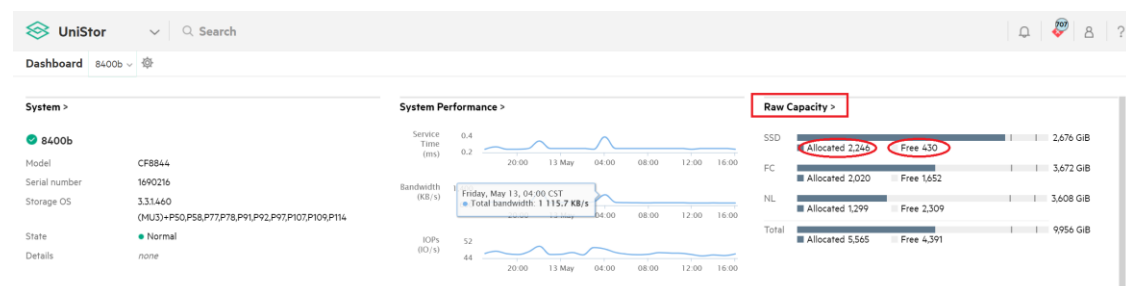 UniStor
Search
707
?
Dashboard 8400b
System >
8400b
Model CF8844
Serial number 1690216
Storage OS 3.3.1.460
(MU3)+P50,P58,P77,P78,P91,P92,P97,P107,P109,P114
State Normal
Details none
System Performance >
Service Time (ms)
0.4
0.2
20:00 13 May 04:00 08:00 12:00 16:00
Bandwidth (KB/s)
Friday, May 13, 04:00 CST
Total bandwidth: 1 115.7 KB/s
20:00 13 May 04:00 08:00 12:00 16:00
IOPs (IO/s)
52
44
20:00 13 May 04:00 08:00 12:00 16:00
Raw Capacity >
SSD 2,676 GiB
Allocated 2,246 Free 430
FC 3,672 GiB
Allocated 2,020 Free 1,652
NL 3,608 GiB
Allocated 1,299 Free 2,309
Total 9,956 GiB
Allocated 5,565 Free 4,391